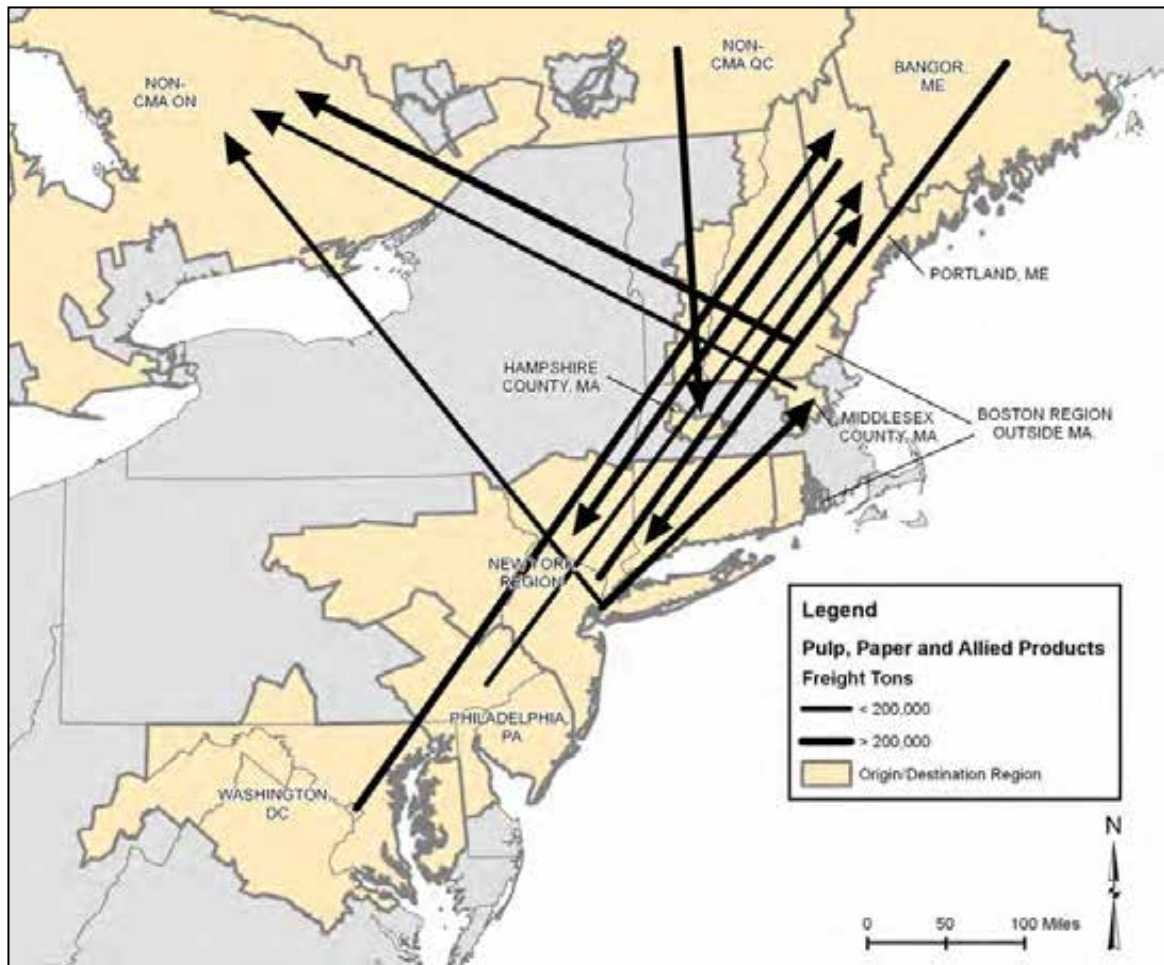 NON-
CMA ON
NON-
CMA QC
BANGOR,
ME
PORTLAND, ME
HAMPSHIRE
COUNTY, MA
MIDDLESEX
COUNTY, MA
BOSTON REGION
OUTSIDE MA
NEW YORK
REGION
PHILADELPHIA,
PA
WASHINGTON,
DC
Legend
Pulp, Paper and Allied Products
Freight Tons
< 200,000
> 200,000
Origin/Destination Region
N
0 50 100 Miles